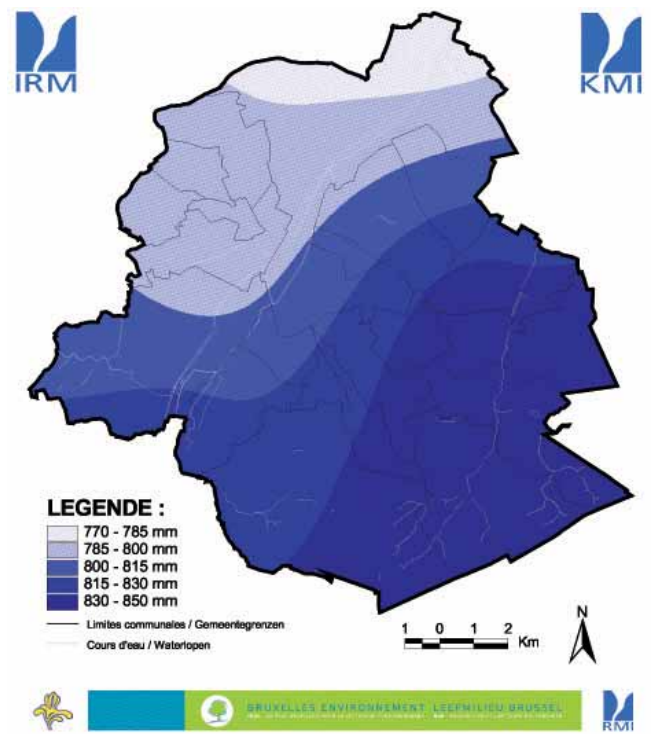 IRM
KMI
LEGENDE :
770 - 785 mm
785 - 800 mm
800 - 815 mm
815 - 830 mm
830 - 850 mm
Limites communales / Gemeentegrenzen
Cours d'eau / Waterlopen
1 0 1 2 Km
N
BRUXELLES ENVIRONNEMENT LEEFMILIEU BRUSSEL
RMI